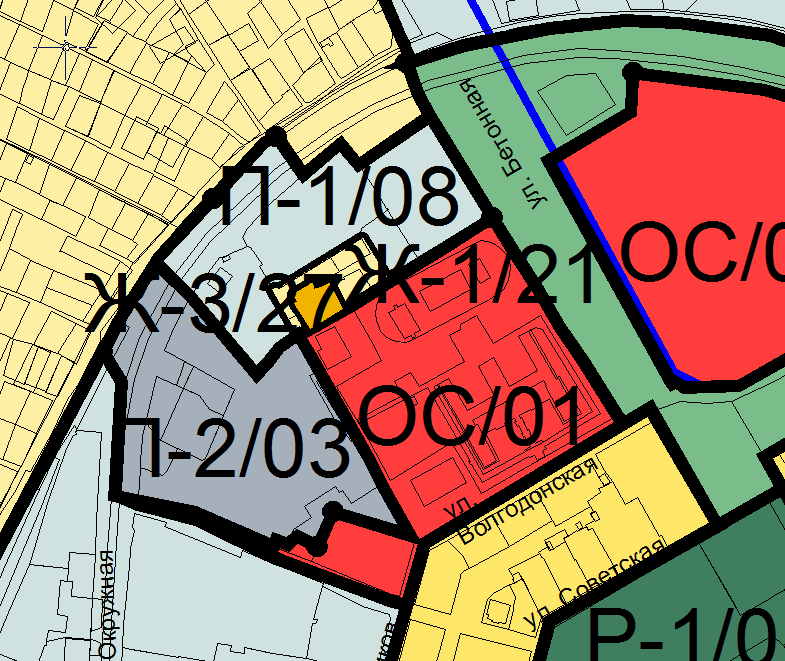 ул. Бетонная
П-1/08
Ж-1/21
ОС/0
Ж-3/27
ОС/01
П-2/03
ул.
Волгодонская
Окружная
ул. Советская
Р-1/0
ков